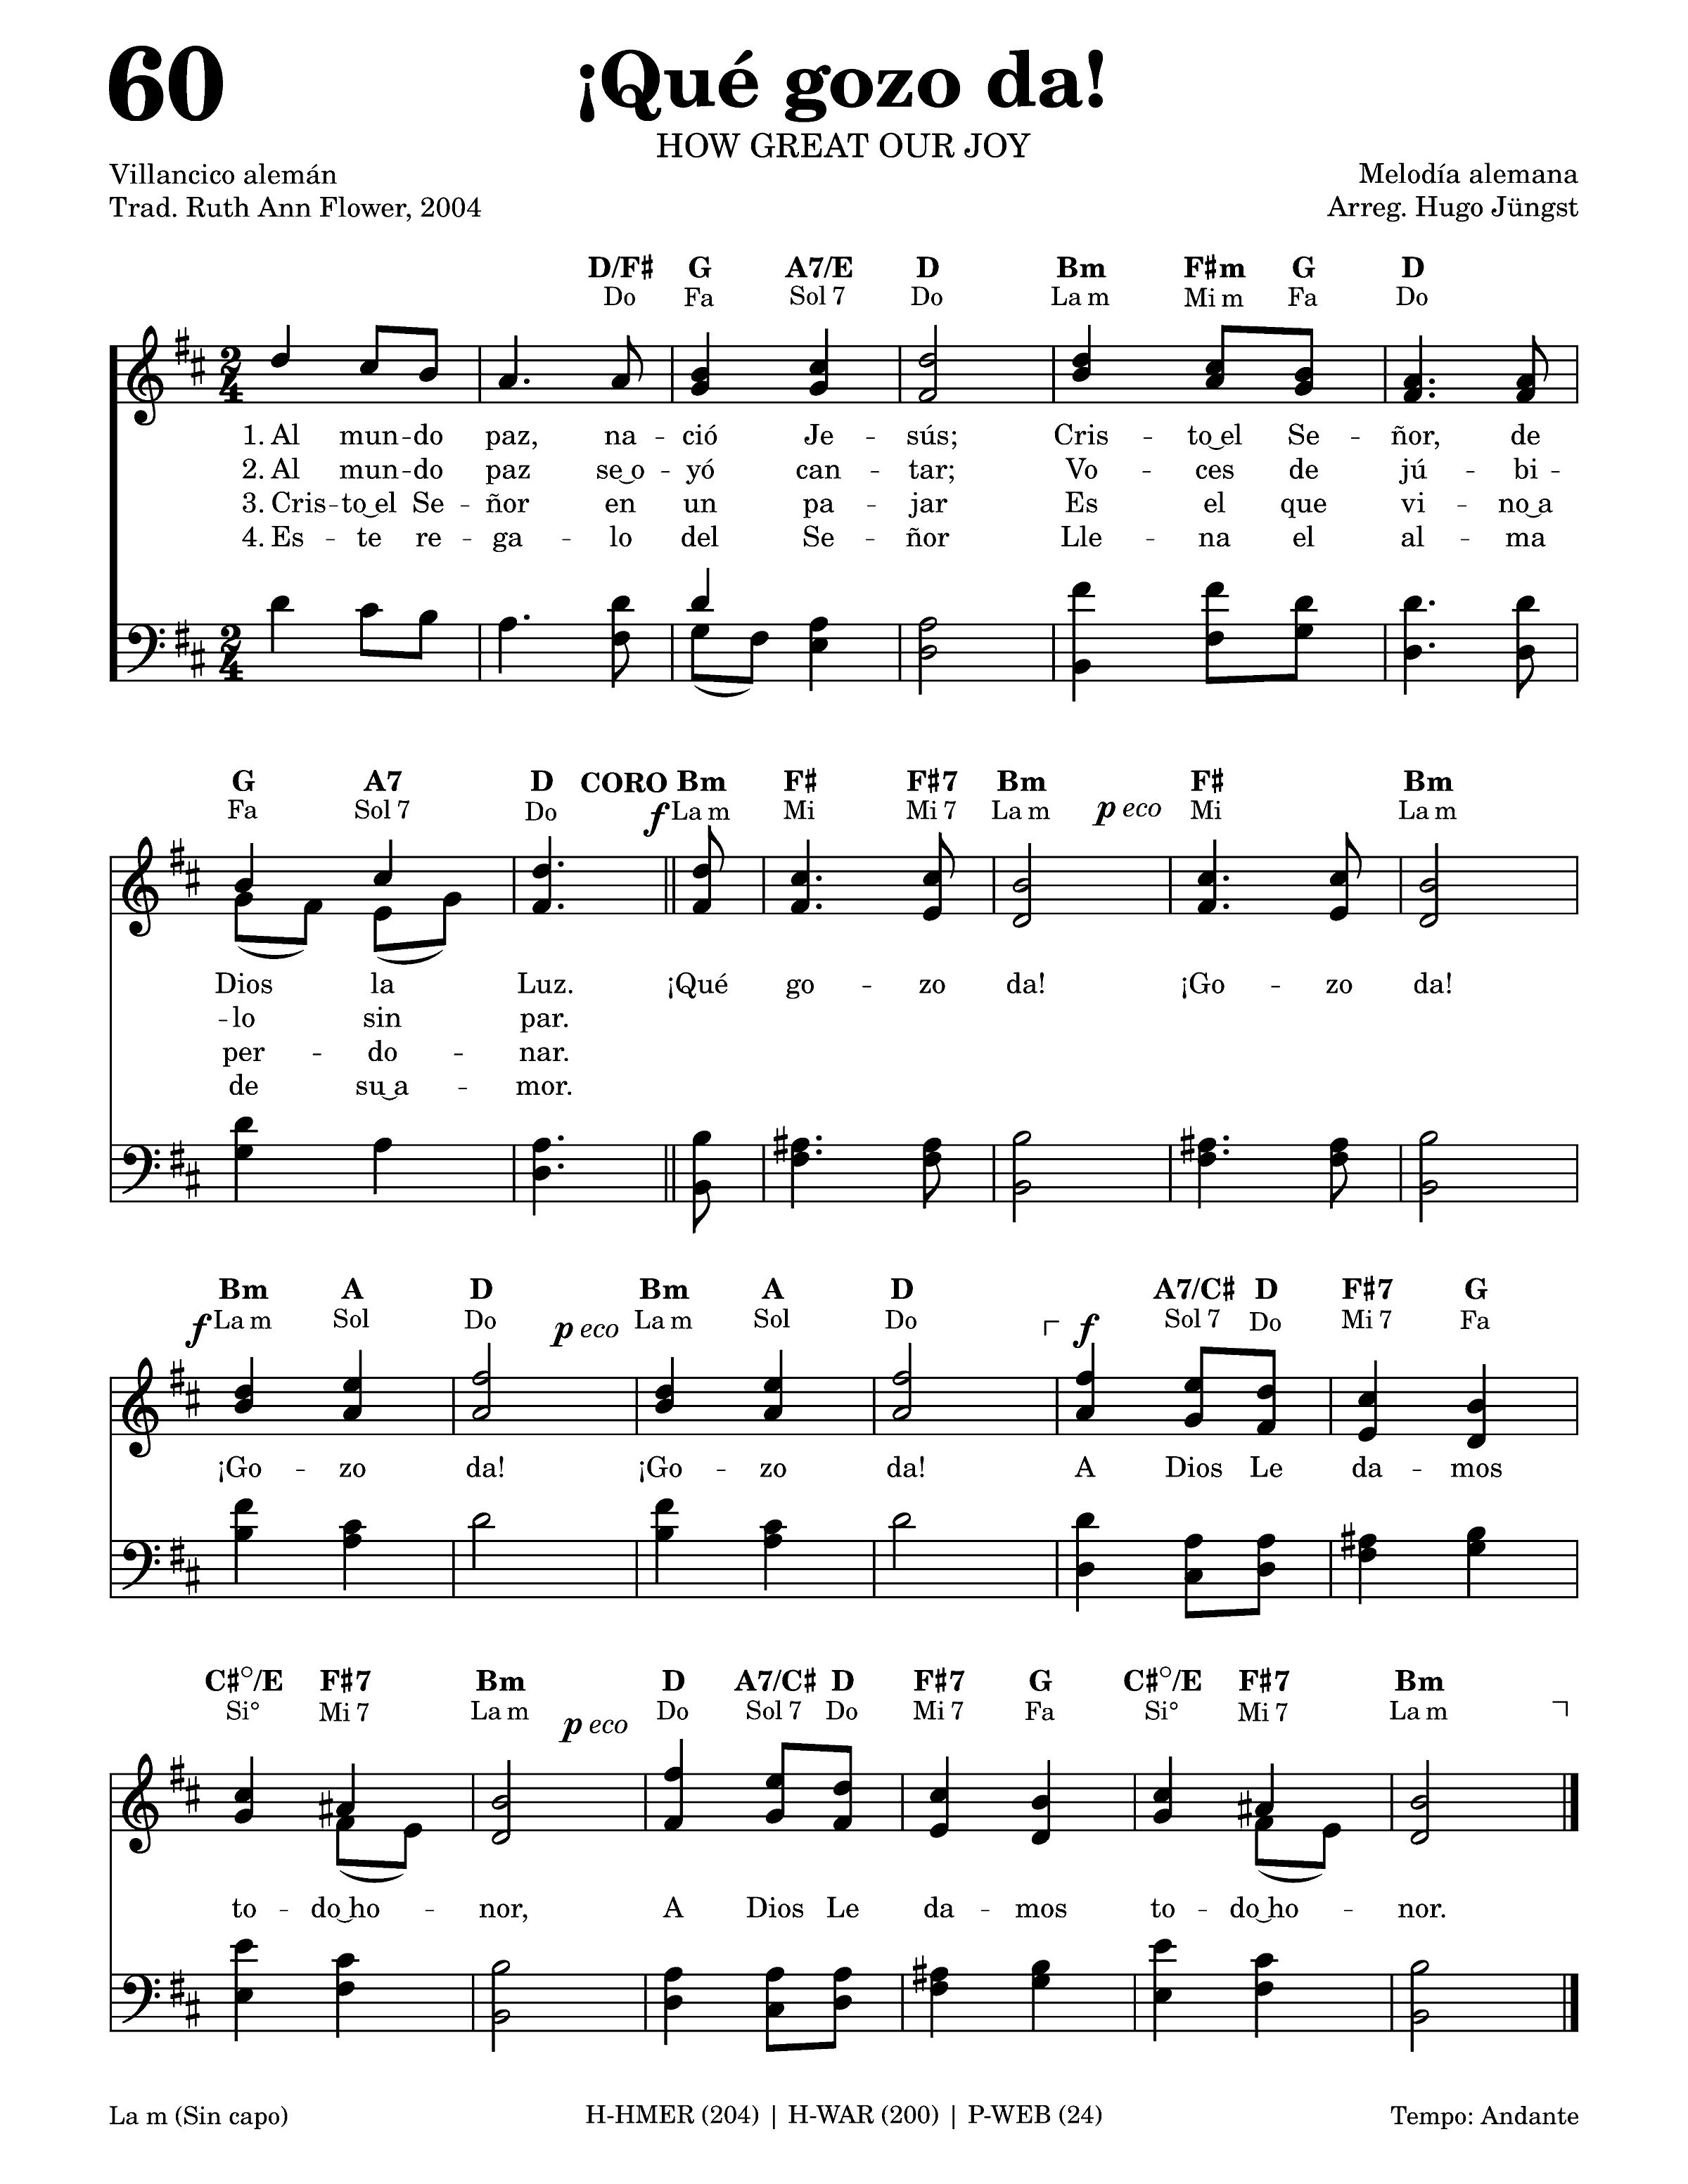 60
¡Qué gozo da!
HOW GREAT OUR JOY
Villancico alemán
Melodía alemana
Trad. Ruth Ann Flower, 2004
Arreg. Hugo Jüngst
D/F♯ G A7/E D Bm F♯m G D
Do Fa Sol 7 Do La m Mi m Fa Do
2 4
1. Al mun -- do paz, na -- ció Je -- sús; Cris -- to‿el Se -- ñor, de
2. Al mun -- do paz se‿o -- yó can -- tar; Vo -- ces de jú -- bi --
3. Cris -- to‿el Se -- ñor en un pa -- jar Es el que vi -- no‿a
4. Es -- te re -- ga -- lo del Se -- ñor Lle -- na el al -- ma
2 4
G A7 D CORO Bm F♯ F♯7 Bm F♯ Bm
Fa Sol 7 Do f La m Mi Mi 7 La m p eco Mi La m
Dios la Luz. ¡Qué go -- zo da! ¡Go -- zo da!
-- lo sin par.
per -- do -- nar.
de su‿a -- mor.
Bm A D Bm A D A7/C♯ D F♯7 G
f La m Sol Do p eco La m Sol Do f Sol 7 Do Mi 7 Fa
¡Go -- zo da! ¡Go -- zo da! A Dios Le da -- mos
C♯°/E F♯7 Bm D A7/C♯ D F♯7 G C♯°/E F♯7 Bm
Si° Mi 7 La m p eco Do Sol 7 Do Mi 7 Fa Si° Mi 7 La m
to -- do‿ho -- nor, A Dios Le da -- mos to -- do‿ho -- nor.
La m (Sin capo) H-HMER (204) | H-WAR (200) | P-WEB (24) Tempo: Andante